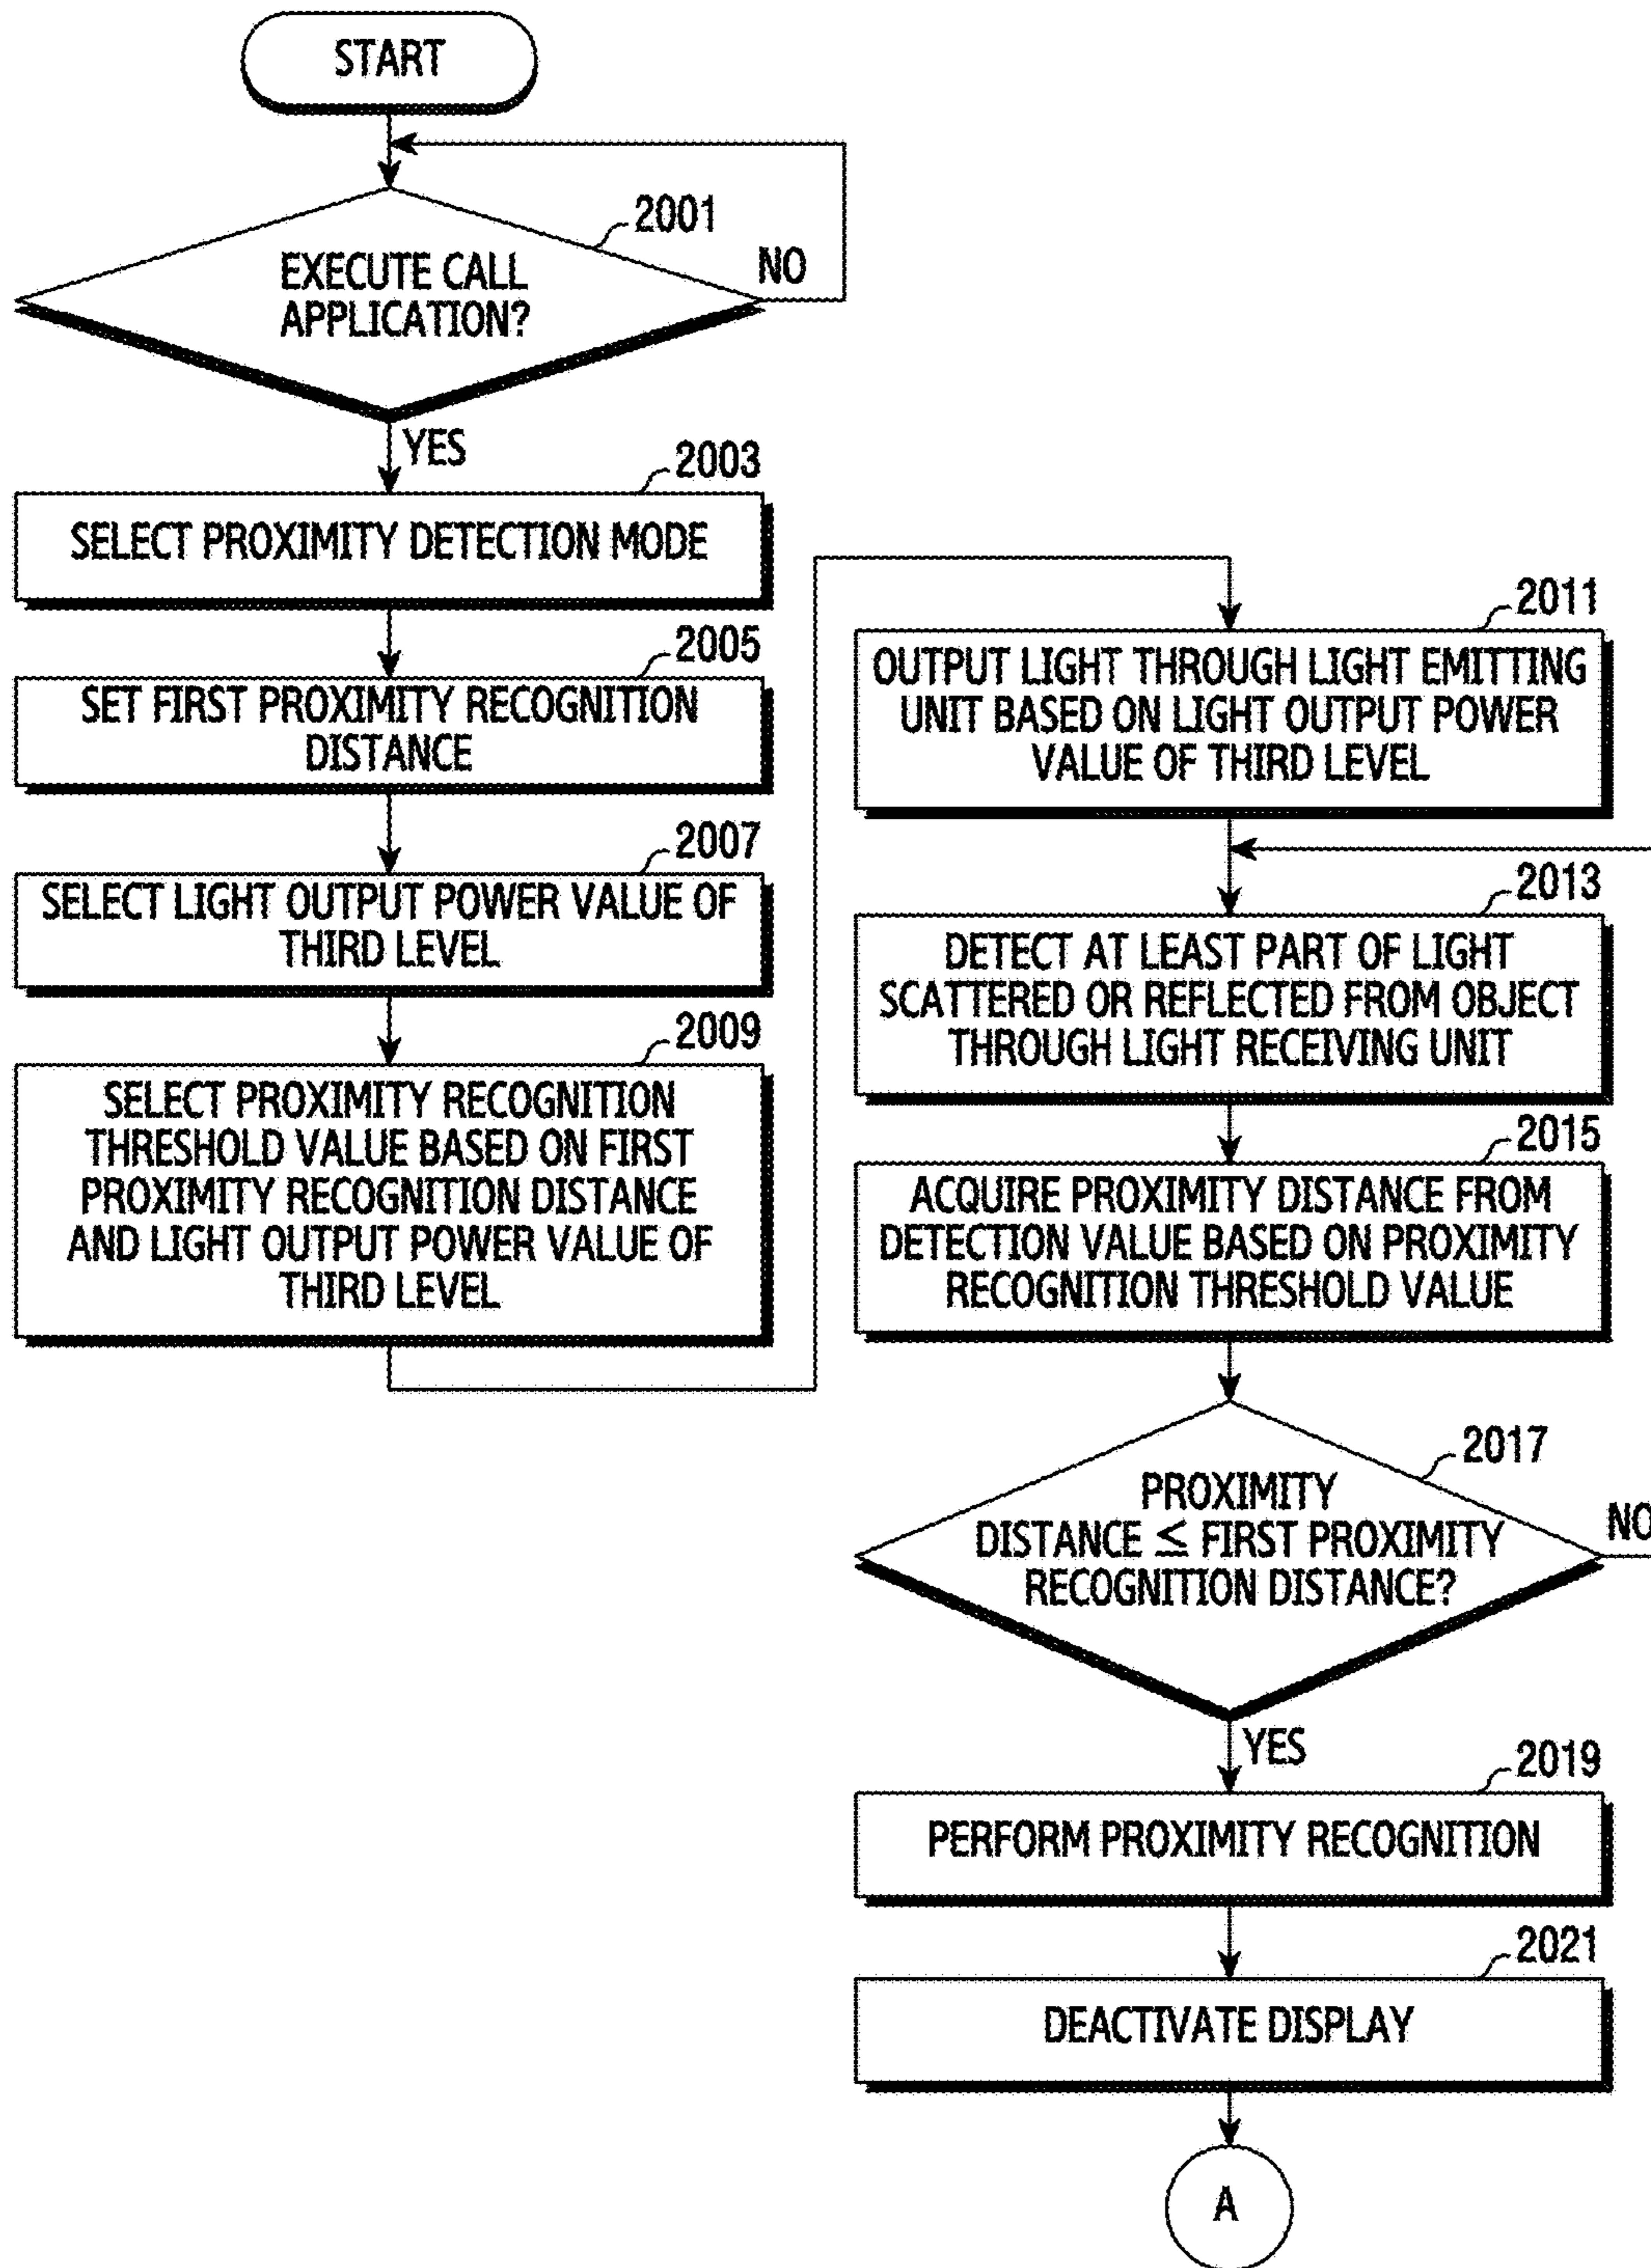 START
2001
EXECUTE CALL
APPLICATION?
NO
YES
2003
SELECT PROXIMITY DETECTION MODE
2005
SET FIRST PROXIMITY RECOGNITION
DISTANCE
2007
SELECT LIGHT OUTPUT POWER VALUE OF
THIRD LEVEL
2009
SELECT PROXIMITY RECOGNITION
THRESHOLD VALUE BASED ON FIRST
PROXIMITY RECOGNITION DISTANCE
AND LIGHT OUTPUT POWER VALUE OF
THIRD LEVEL
2011
OUTPUT LIGHT THROUGH LIGHT EMITTING
UNIT BASED ON LIGHT OUTPUT POWER
VALUE OF THIRD LEVEL
2013
DETECT AT LEAST PART OF LIGHT
SCATTERED OR REFLECTED FROM OBJECT
THROUGH LIGHT RECEIVING UNIT
2015
ACQUIRE PROXIMITY DISTANCE FROM
DETECTION VALUE BASED ON PROXIMITY
RECOGNITION THRESHOLD VALUE
2017
PROXIMITY
DISTANCE ≦ FIRST PROXIMITY
RECOGNITION DISTANCE?
NO
YES
2019
PERFORM PROXIMITY RECOGNITION
2021
DEACTIVATE DISPLAY
A